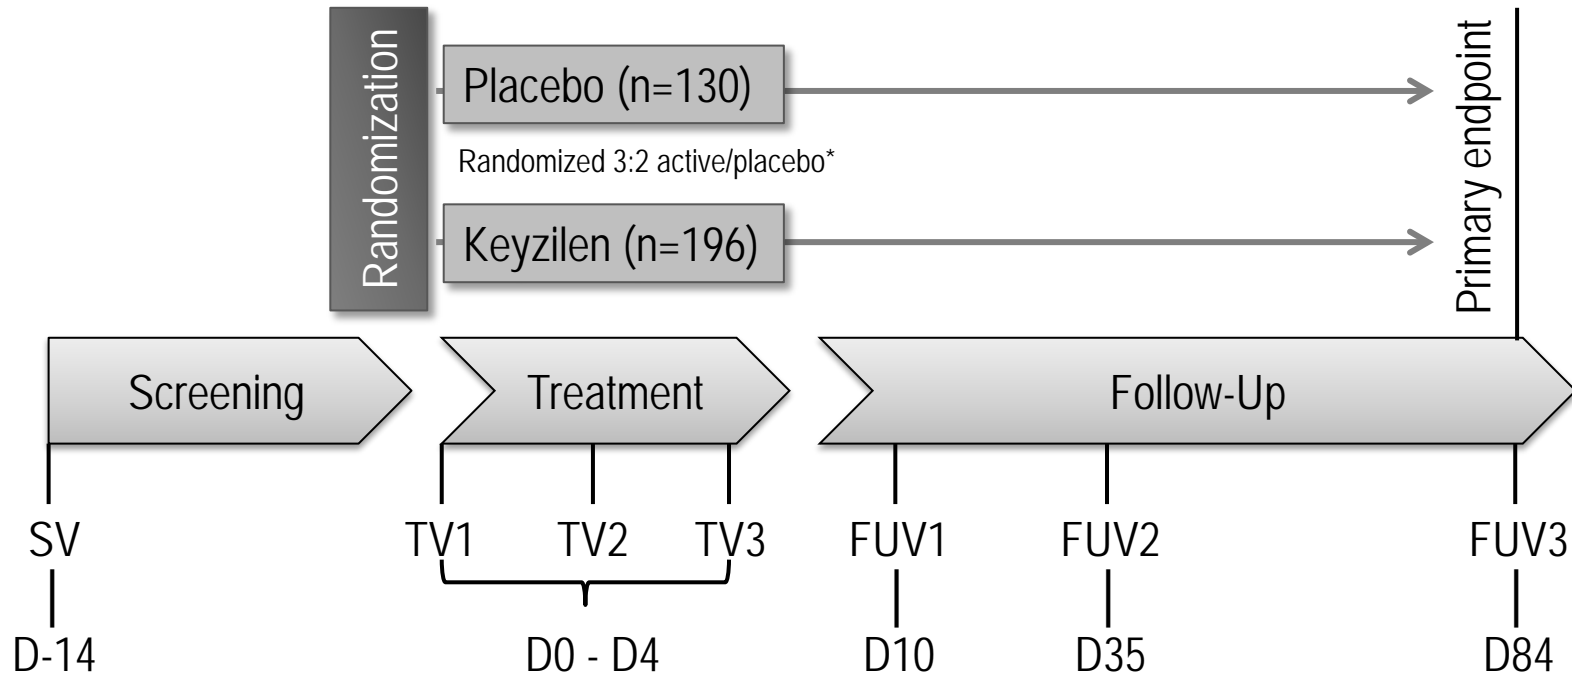 Randomization
Placebo (n=130)
Randomized 3:2 active/placebo*
Keyzilen (n=196)
Primary endpoint
Screening
Treatment
Follow-Up
SV
TV1
TV2
TV3
FUV1
FUV2
FUV3
D-14
D0 - D4
D10
D35
D84